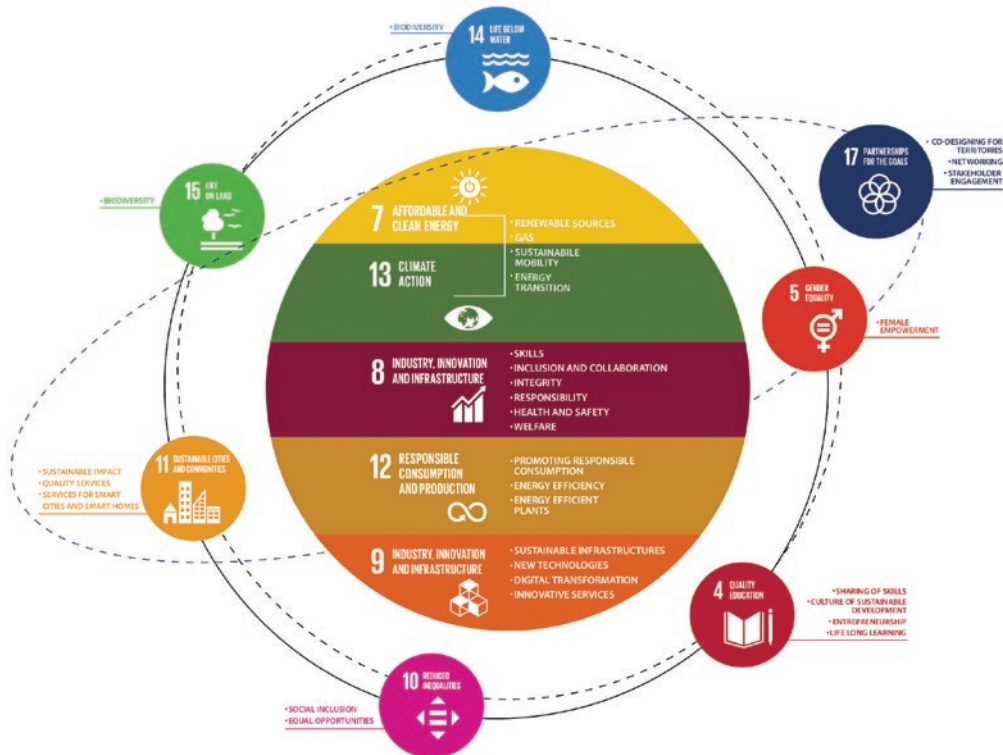 • BIODIVERSITY
14 LIFE BELOW
WATER
17 PARTNERSHIPS
FOR THE GOALS
• CO-DESIGNING FOR
TERRITORIES
• NETWORKING
• STAKEHOLDER
ENGAGEMENT
15 LIFE
ON LAND
• BIODIVERSITY
7 AFFORDABLE AND
CLEAN ENERGY
• RENEWABLE SOURCES
• GAS
• SUSTAINABILE
MOBILITY
• ENERGY
TRANSITION
13 CLIMATE
ACTION
5 GENDER
EQUALITY
• FEMALE
EMPOWERMENT
8 INDUSTRY, INNOVATION
AND INFRASTRUCTURE
• SKILLS
• INCLUSION AND COLLABORATION
• INTEGRITY
• RESPONSIBILITY
• HEALTH AND SAFETY
• WELFARE
11 SUSTAINABLE CITIES
AND COMMUNITIES
• SUSTAINABLE IMPACT
• QUALITY SERVICES
• SERVICES FOR SMART
CITIES AND SMART HOMES
12 RESPONSIBLE
CONSUMPTION
AND PRODUCTION
• PROMOTING RESPONSIBLE
CONSUMPTION
• ENERGY EFFICIENCY
• ENERGY EFFICIENT
PLANTS
9 INDUSTRY, INNOVATION
AND INFRASTRUCTURE
• SUSTAINABLE INFRASTRUCTURES
• NEW TECHNOLOGIES
• DIGITAL TRANSFORMATION
• INNOVATIVE SERVICES
4 QUALITY
EDUCATION
• SHARING OF SKILLS
• CULTURE OF SUSTAINABLE
DEVELOPMENT
• ENTREPRENEURSHIP
• LIFE LONG LEARNING
10 REDUCED
INEQUALITIES
• SOCIAL INCLUSION
• EQUAL OPPORTUNITIES